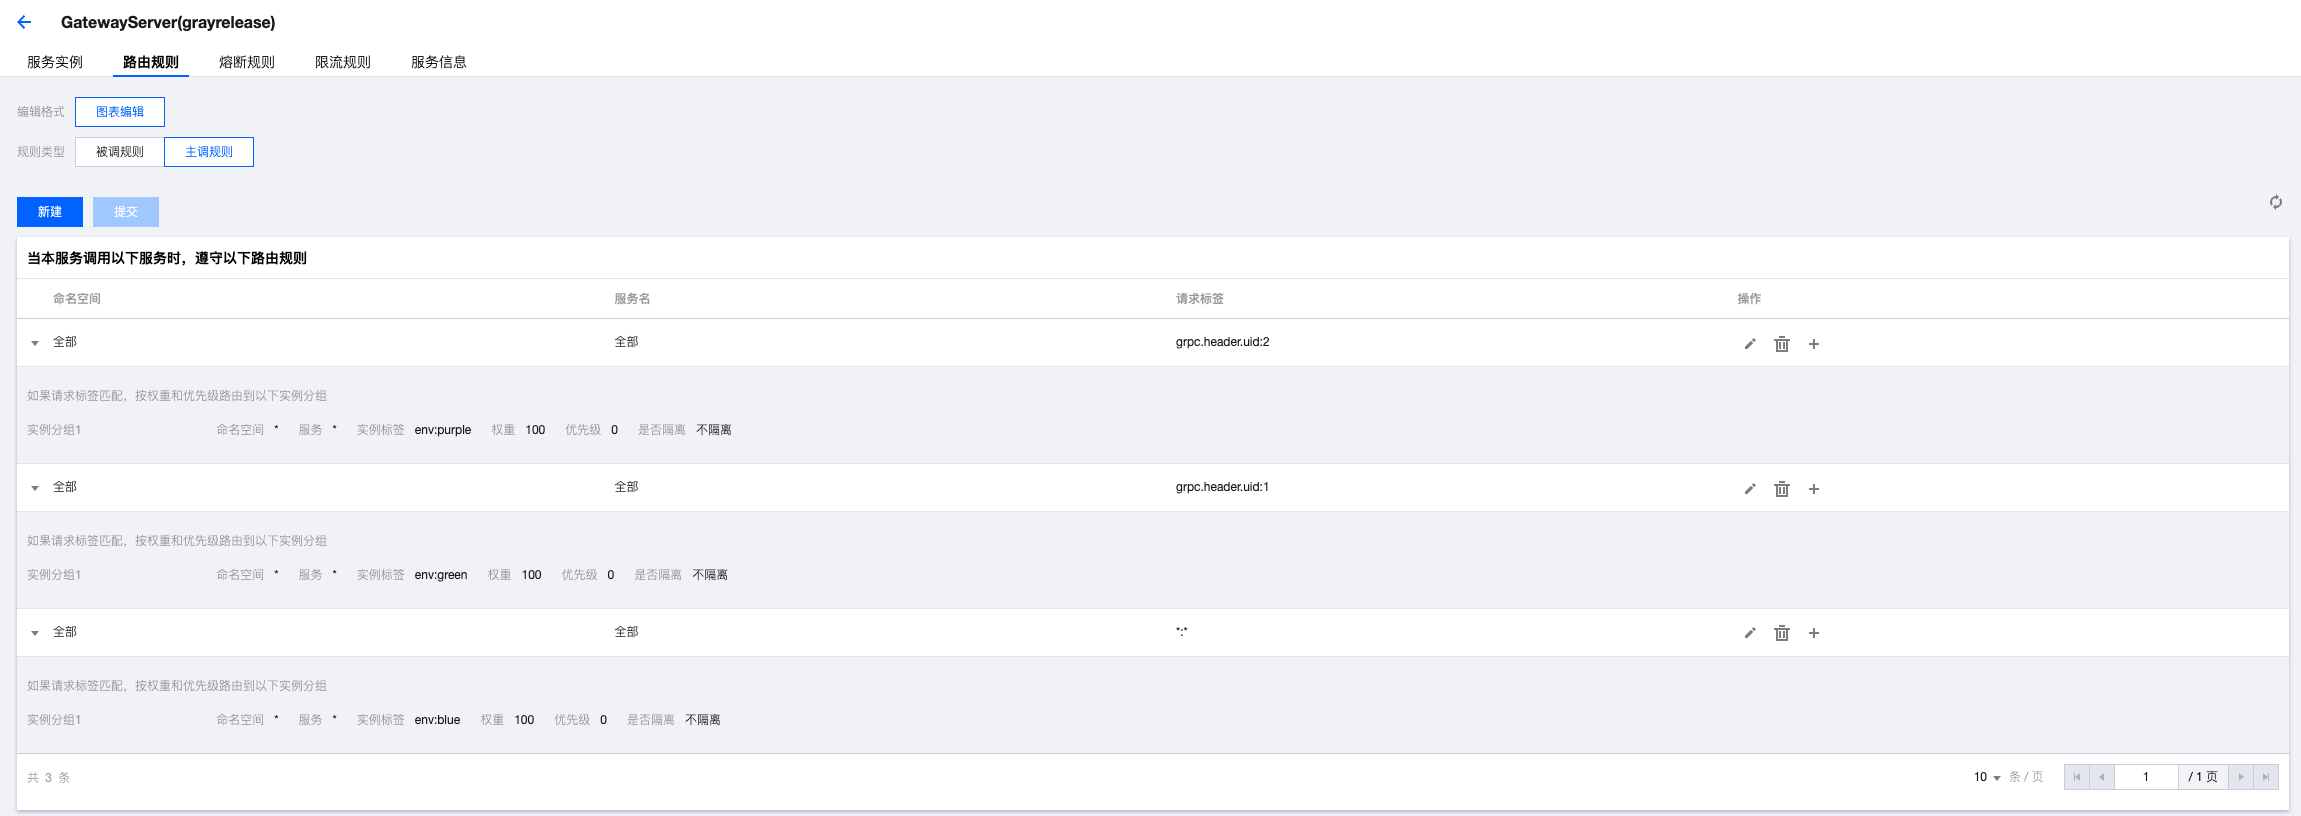 GatewayServer(grayrelease)
服务实例 路由规则 熔断规则 限流规则 服务信息
编辑格式 图表编辑
规则类型 被调规则 主调规则
新建 提交
当本服务调用以下服务时，遵守以下路由规则
命名空间 服务名 请求标签 操作
全部 全部 grpc.header.uid:2
如果请求标签匹配，按权重和优先级路由到以下实例分组
实例分组1 命名空间 * 服务 * 实例标签 env:purple 权重 100 优先级 0 是否隔离 不隔离
全部 全部 grpc.header.uid:1
如果请求标签匹配，按权重和优先级路由到以下实例分组
实例分组1 命名空间 * 服务 * 实例标签 env:green 权重 100 优先级 0 是否隔离 不隔离
全部 全部 *:*
如果请求标签匹配，按权重和优先级路由到以下实例分组
实例分组1 命名空间 * 服务 * 实例标签 env:blue 权重 100 优先级 0 是否隔离 不隔离
共 3 条 10 条 / 页 1 / 1 页